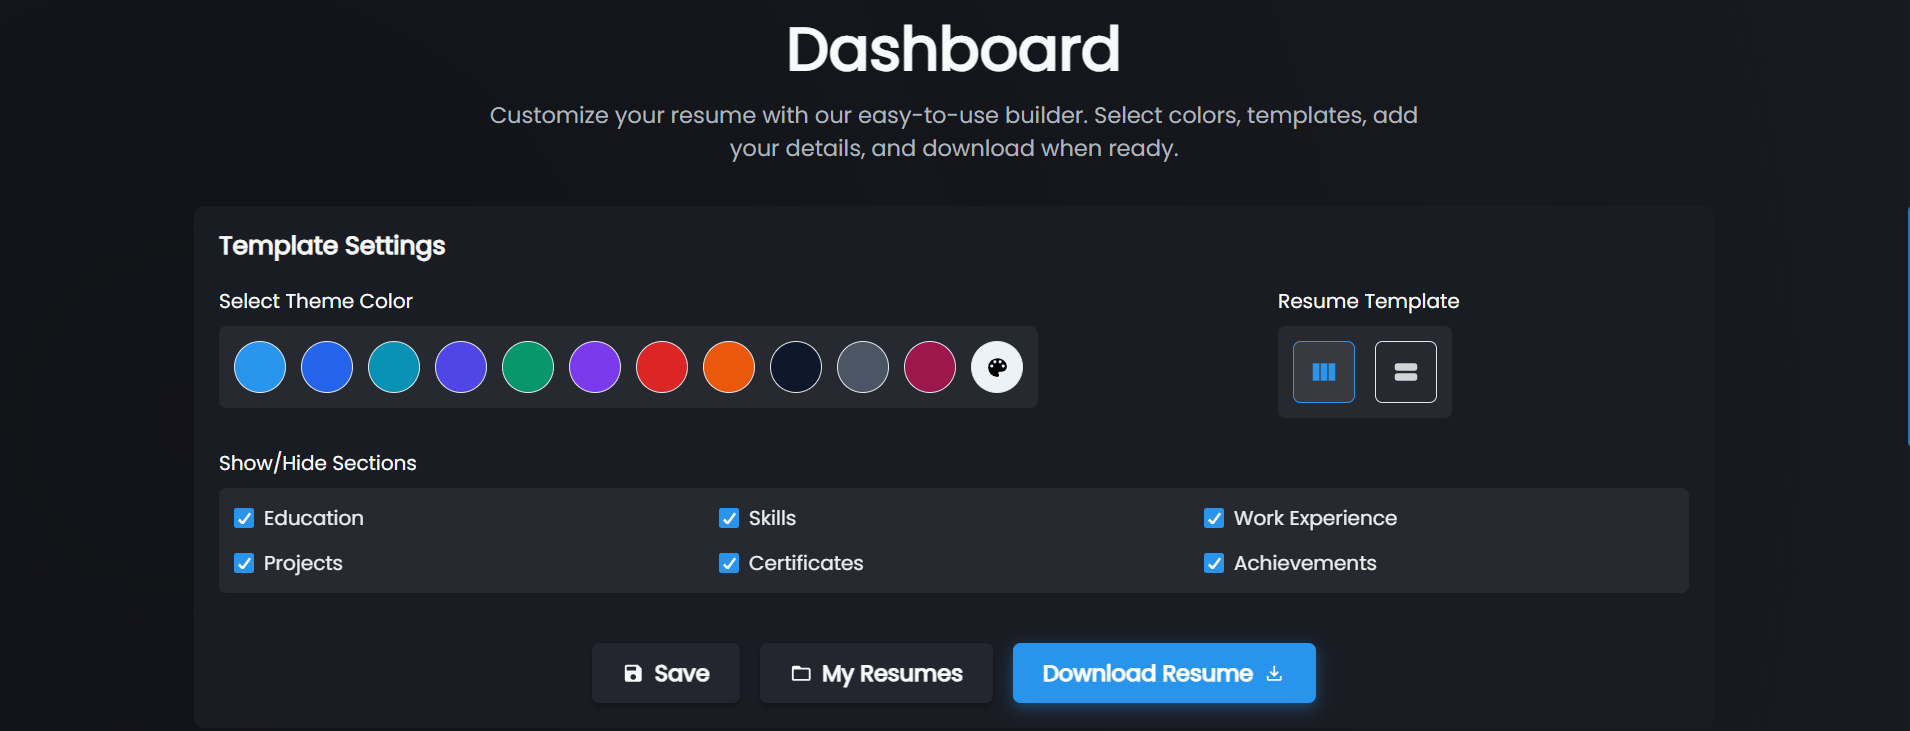 Dashboard
Customize your resume with our easy-to-use builder. Select colors, templates, add
your details, and download when ready.
Template Settings
Select Theme Color
Resume Template
Show/Hide Sections
Education
Skills
Work Experience
Projects
Certificates
Achievements
Save
My Resumes
Download Resume